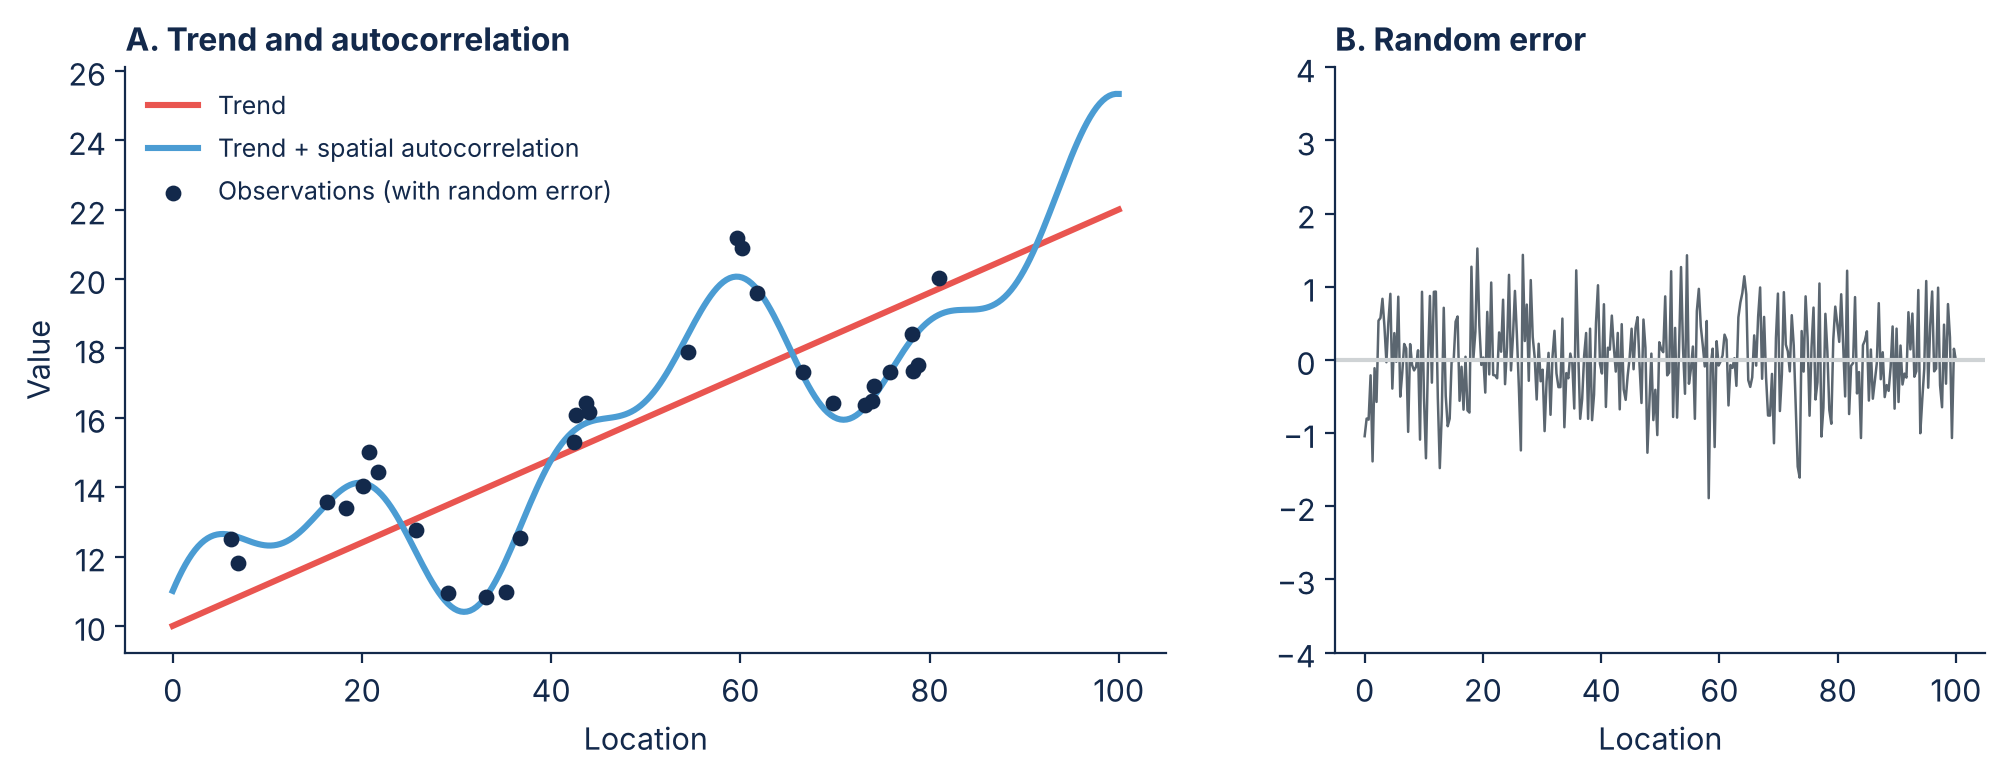 A. Trend and autocorrelation
26
24
22
20
18
16
14
12
10
Value
Trend
Trend + spatial autocorrelation
Observations (with random error)
0 20 40 60 80 100
Location
B. Random error
4
3
2
1
0
−1
−2
−3
−4
0 20 40 60 80 100
Location